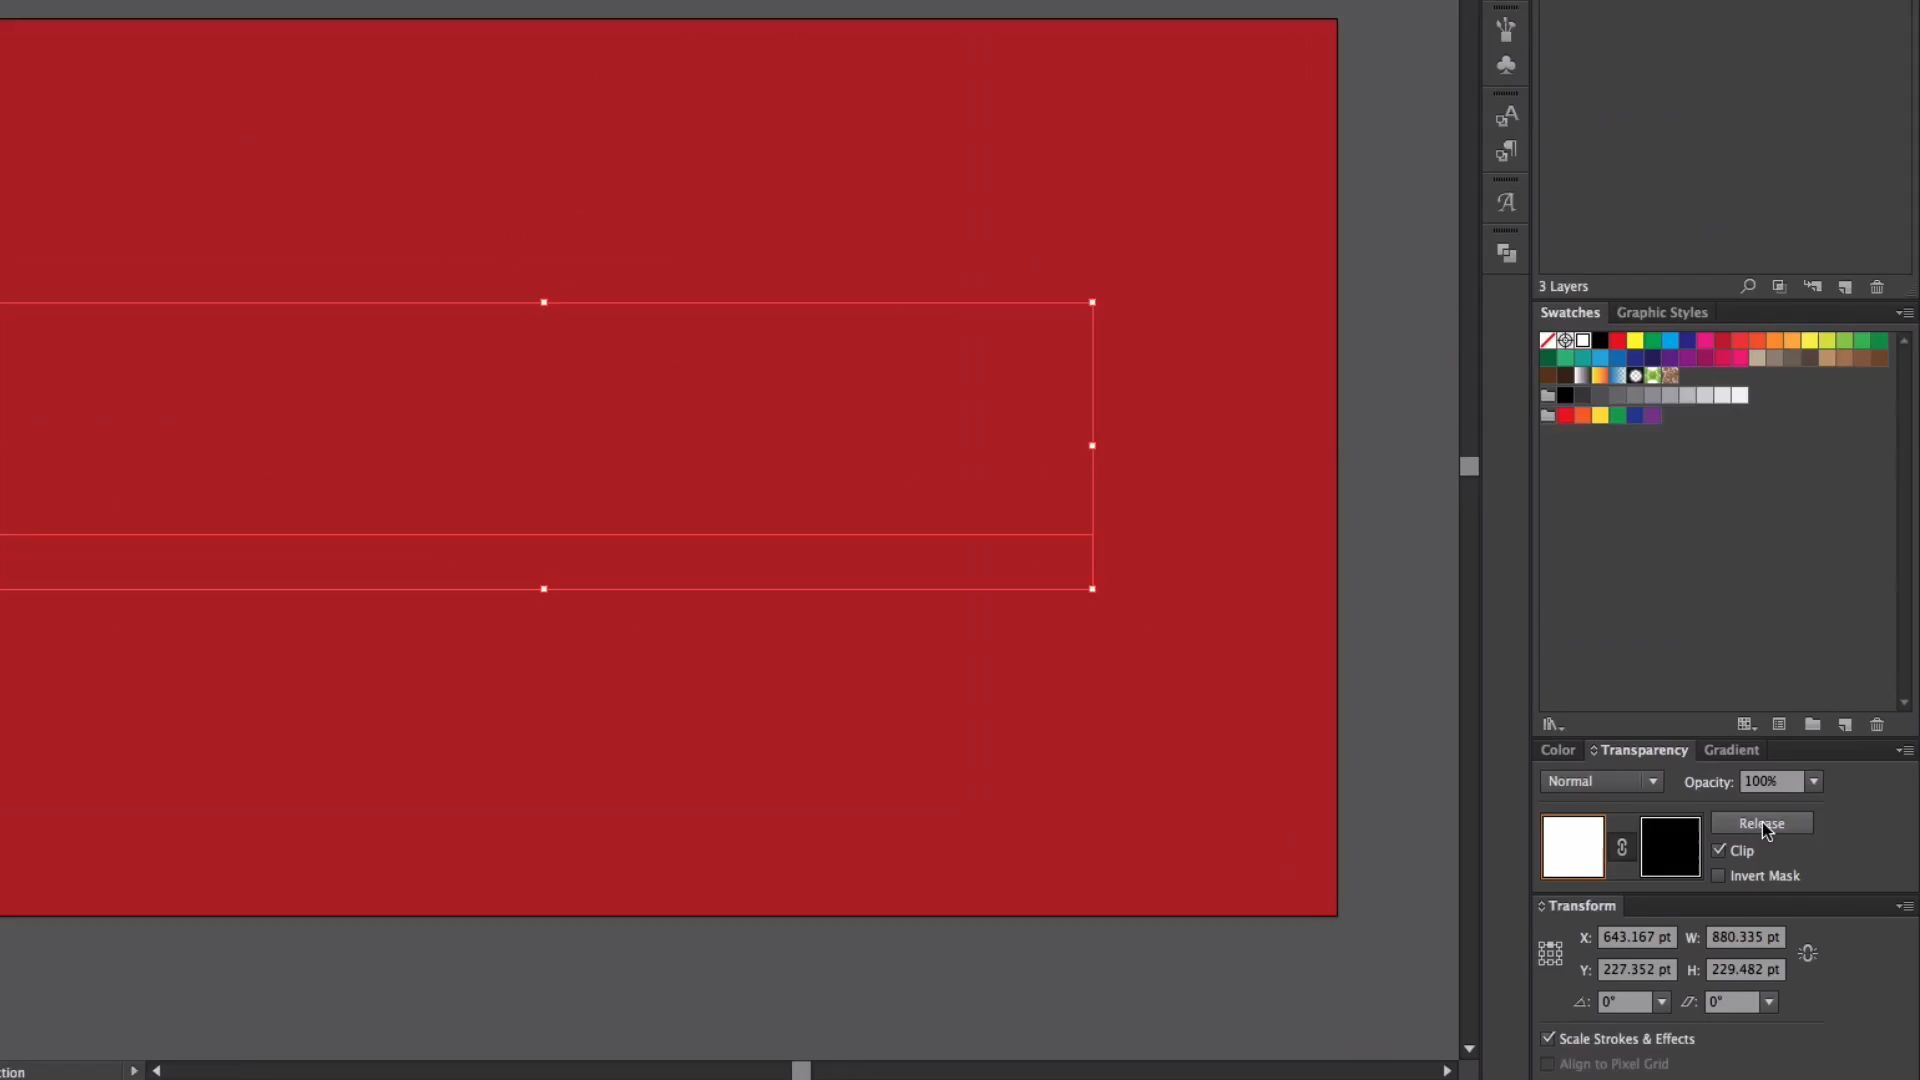 3 Layers
Swatches Graphic Styles
Color Transparency Gradient
Normal Opacity: 100%
Release
Clip
Invert Mask
Transform
X: 643.167 pt W: 880.335 pt
Y: 227.352 pt H: 229.482 pt
0° 0°
Scale Strokes & Effects
Align to Pixel Grid
tion